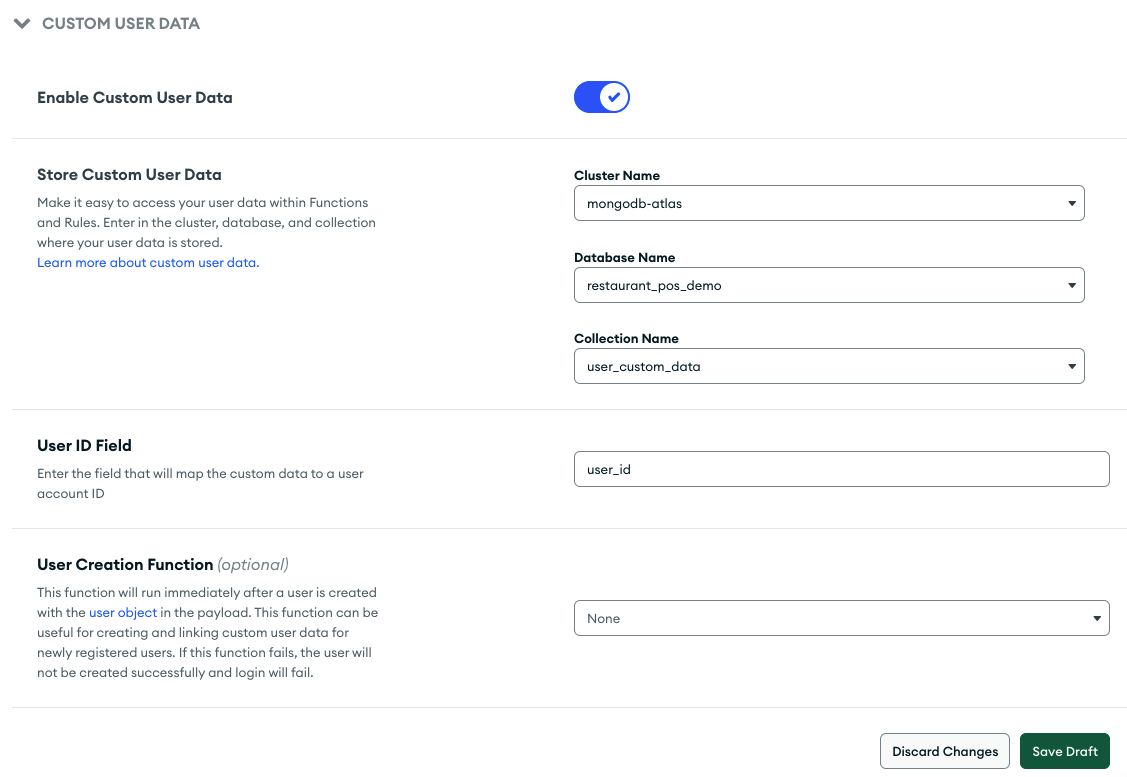 CUSTOM USER DATA
Enable Custom User Data
Store Custom User Data
Make it easy to access your user data within Functions
and Rules. Enter in the cluster, database, and collection
where your user data is stored.
Learn more about custom user data.
Cluster Name
mongodb-atlas
Database Name
restaurant_pos_demo
Collection Name
user_custom_data
User ID Field
Enter the field that will map the custom data to a user
account ID
user_id
User Creation Function (optional)
This function will run immediately after a user is created
with the user object in the payload. This function can be
useful for creating and linking custom user data for
newly registered users. If this function fails, the user will
not be created successfully and login will fail.
None
Discard Changes
Save Draft